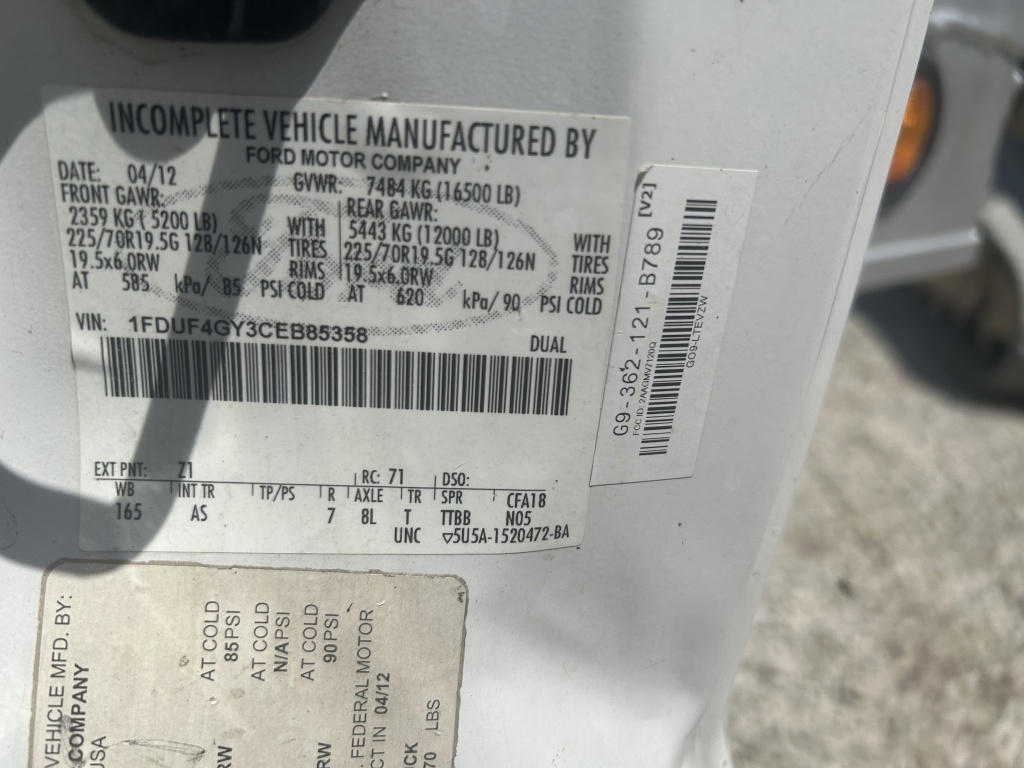 INCOMPLETE VEHICLE MANUFACTURED BY
FORD MOTOR COMPANY
DATE: 04/12 GVWR: 7484 KG (16500 LB)
FRONT GAWR: REAR GAWR:
2359 KG ( 5200 LB) WITH 5443 KG (12000 LB) WITH
225/70R19.5G 128/126N TIRES 225/70R19.5G 128/126N TIRES
19.5x6.0RW RIMS 19.5x6.0RW RIMS
AT 585 kPa/ 85 PSI COLD AT 620 kPa/ 90 PSI COLD
VIN: 1FDUF4GY3CEB85358 DUAL
EXT PNT: Z1 RC: 71 DSO:
WB INT TR TP/PS R AXLE TR SPR CFA18
165 AS 7 8L T TTBB N05
UNC ▽5U5A-1520472-BA
G9-362-121-B789 [V2]
FCC ID: 2AAGMV7120Q GO9-LTEVZW
VEHICLE MFD. BY:
COMPANY
USA
AT COLD
85PSI
AT COLD
N/APSI
AT COLD
90PSI
RW
RW
FEDERAL MOTOR
CT IN 04/12
LBS